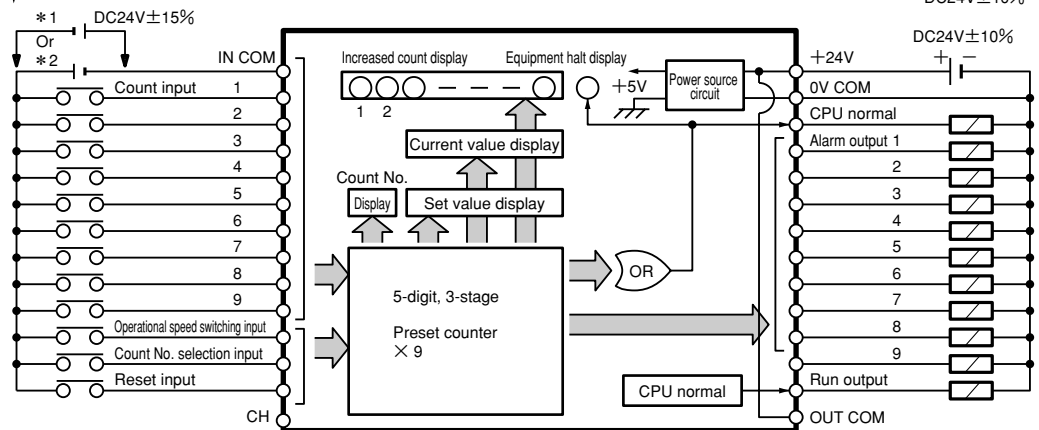 DC24V±10%
*1 DC24V±15%
Or
*2
IN COM
Count input 1
2
3
4
5
6
7
8
9
Operational speed switching input
Count No. selection input
Reset input
CH
Increased count display
Equipment halt display
1 2
+5V
Power source
circuit
Current value display
Count No.
Display
Set value display
5-digit, 3-stage
Preset counter
× 9
OR
CPU normal
DC24V±10%
+24V
+ −
0V COM
CPU normal
Alarm output 1
2
3
4
5
6
7
8
9
Run output
OUT COM